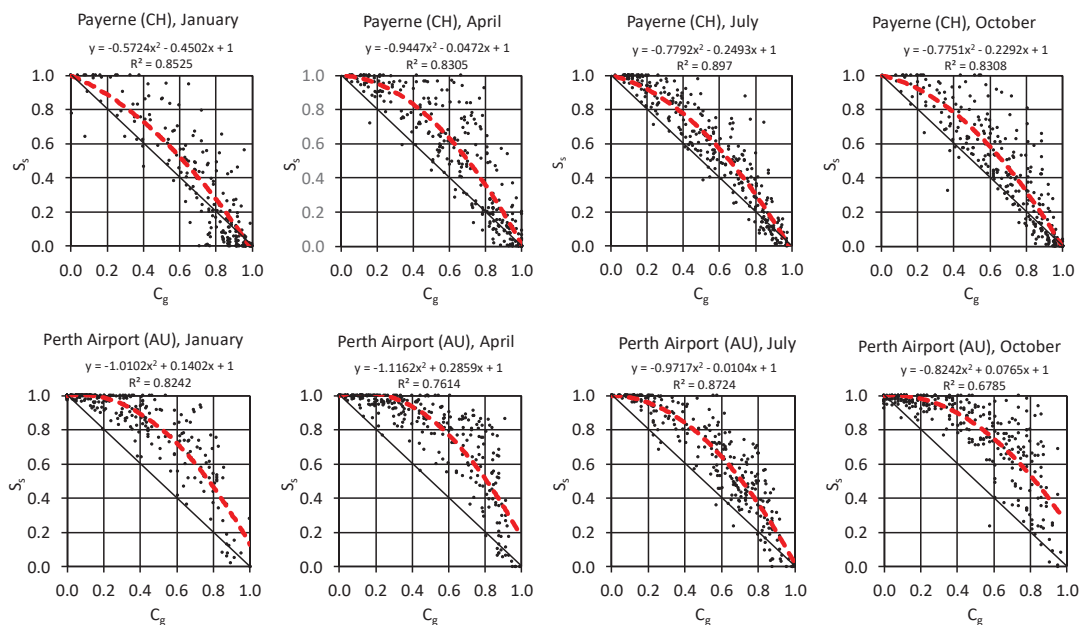 Payerne (CH), January
y = -0.5724x² - 0.4502x + 1
R² = 0.8525
1.0
0.8
0.6
0.4
0.2
0.0
Sₛ
0.0 0.2 0.4 0.6 0.8 1.0
C_g
Payerne (CH), April
y = -0.9447x² - 0.0472x + 1
R² = 0.8305
1.0
0.8
0.6
0.4
0.2
0.0
Sₛ
0.0 0.2 0.4 0.6 0.8 1.0
C_g
Payerne (CH), July
y = -0.7792x² - 0.2493x + 1
R² = 0.897
1.0
0.8
0.6
0.4
0.2
0.0
Sₛ
0.0 0.2 0.4 0.6 0.8 1.0
C_g
Payerne (CH), October
y = -0.7751x² - 0.2292x + 1
R² = 0.8308
1.0
0.8
0.6
0.4
0.2
0.0
Sₛ
0.0 0.2 0.4 0.6 0.8 1.0
C_g
Perth Airport (AU), January
y = -1.0102x² + 0.1402x + 1
R² = 0.8242
1.0
0.8
0.6
0.4
0.2
0.0
Sₛ
0.0 0.2 0.4 0.6 0.8 1.0
C_g
Perth Airport (AU), April
y = -1.1162x² + 0.2859x + 1
R² = 0.7614
1.0
0.8
0.6
0.4
0.2
0.0
Sₛ
0.0 0.2 0.4 0.6 0.8 1.0
C_g
Perth Airport (AU), July
y = -0.9717x² - 0.0104x + 1
R² = 0.8724
1.0
0.8
0.6
0.4
0.2
0.0
Sₛ
0.0 0.2 0.4 0.6 0.8 1.0
C_g
Perth Airport (AU), October
y = -0.8242x² + 0.0765x + 1
R² = 0.6785
1.0
0.8
0.6
0.4
0.2
0.0
Sₛ
0.0 0.2 0.4 0.6 0.8 1.0
C_g